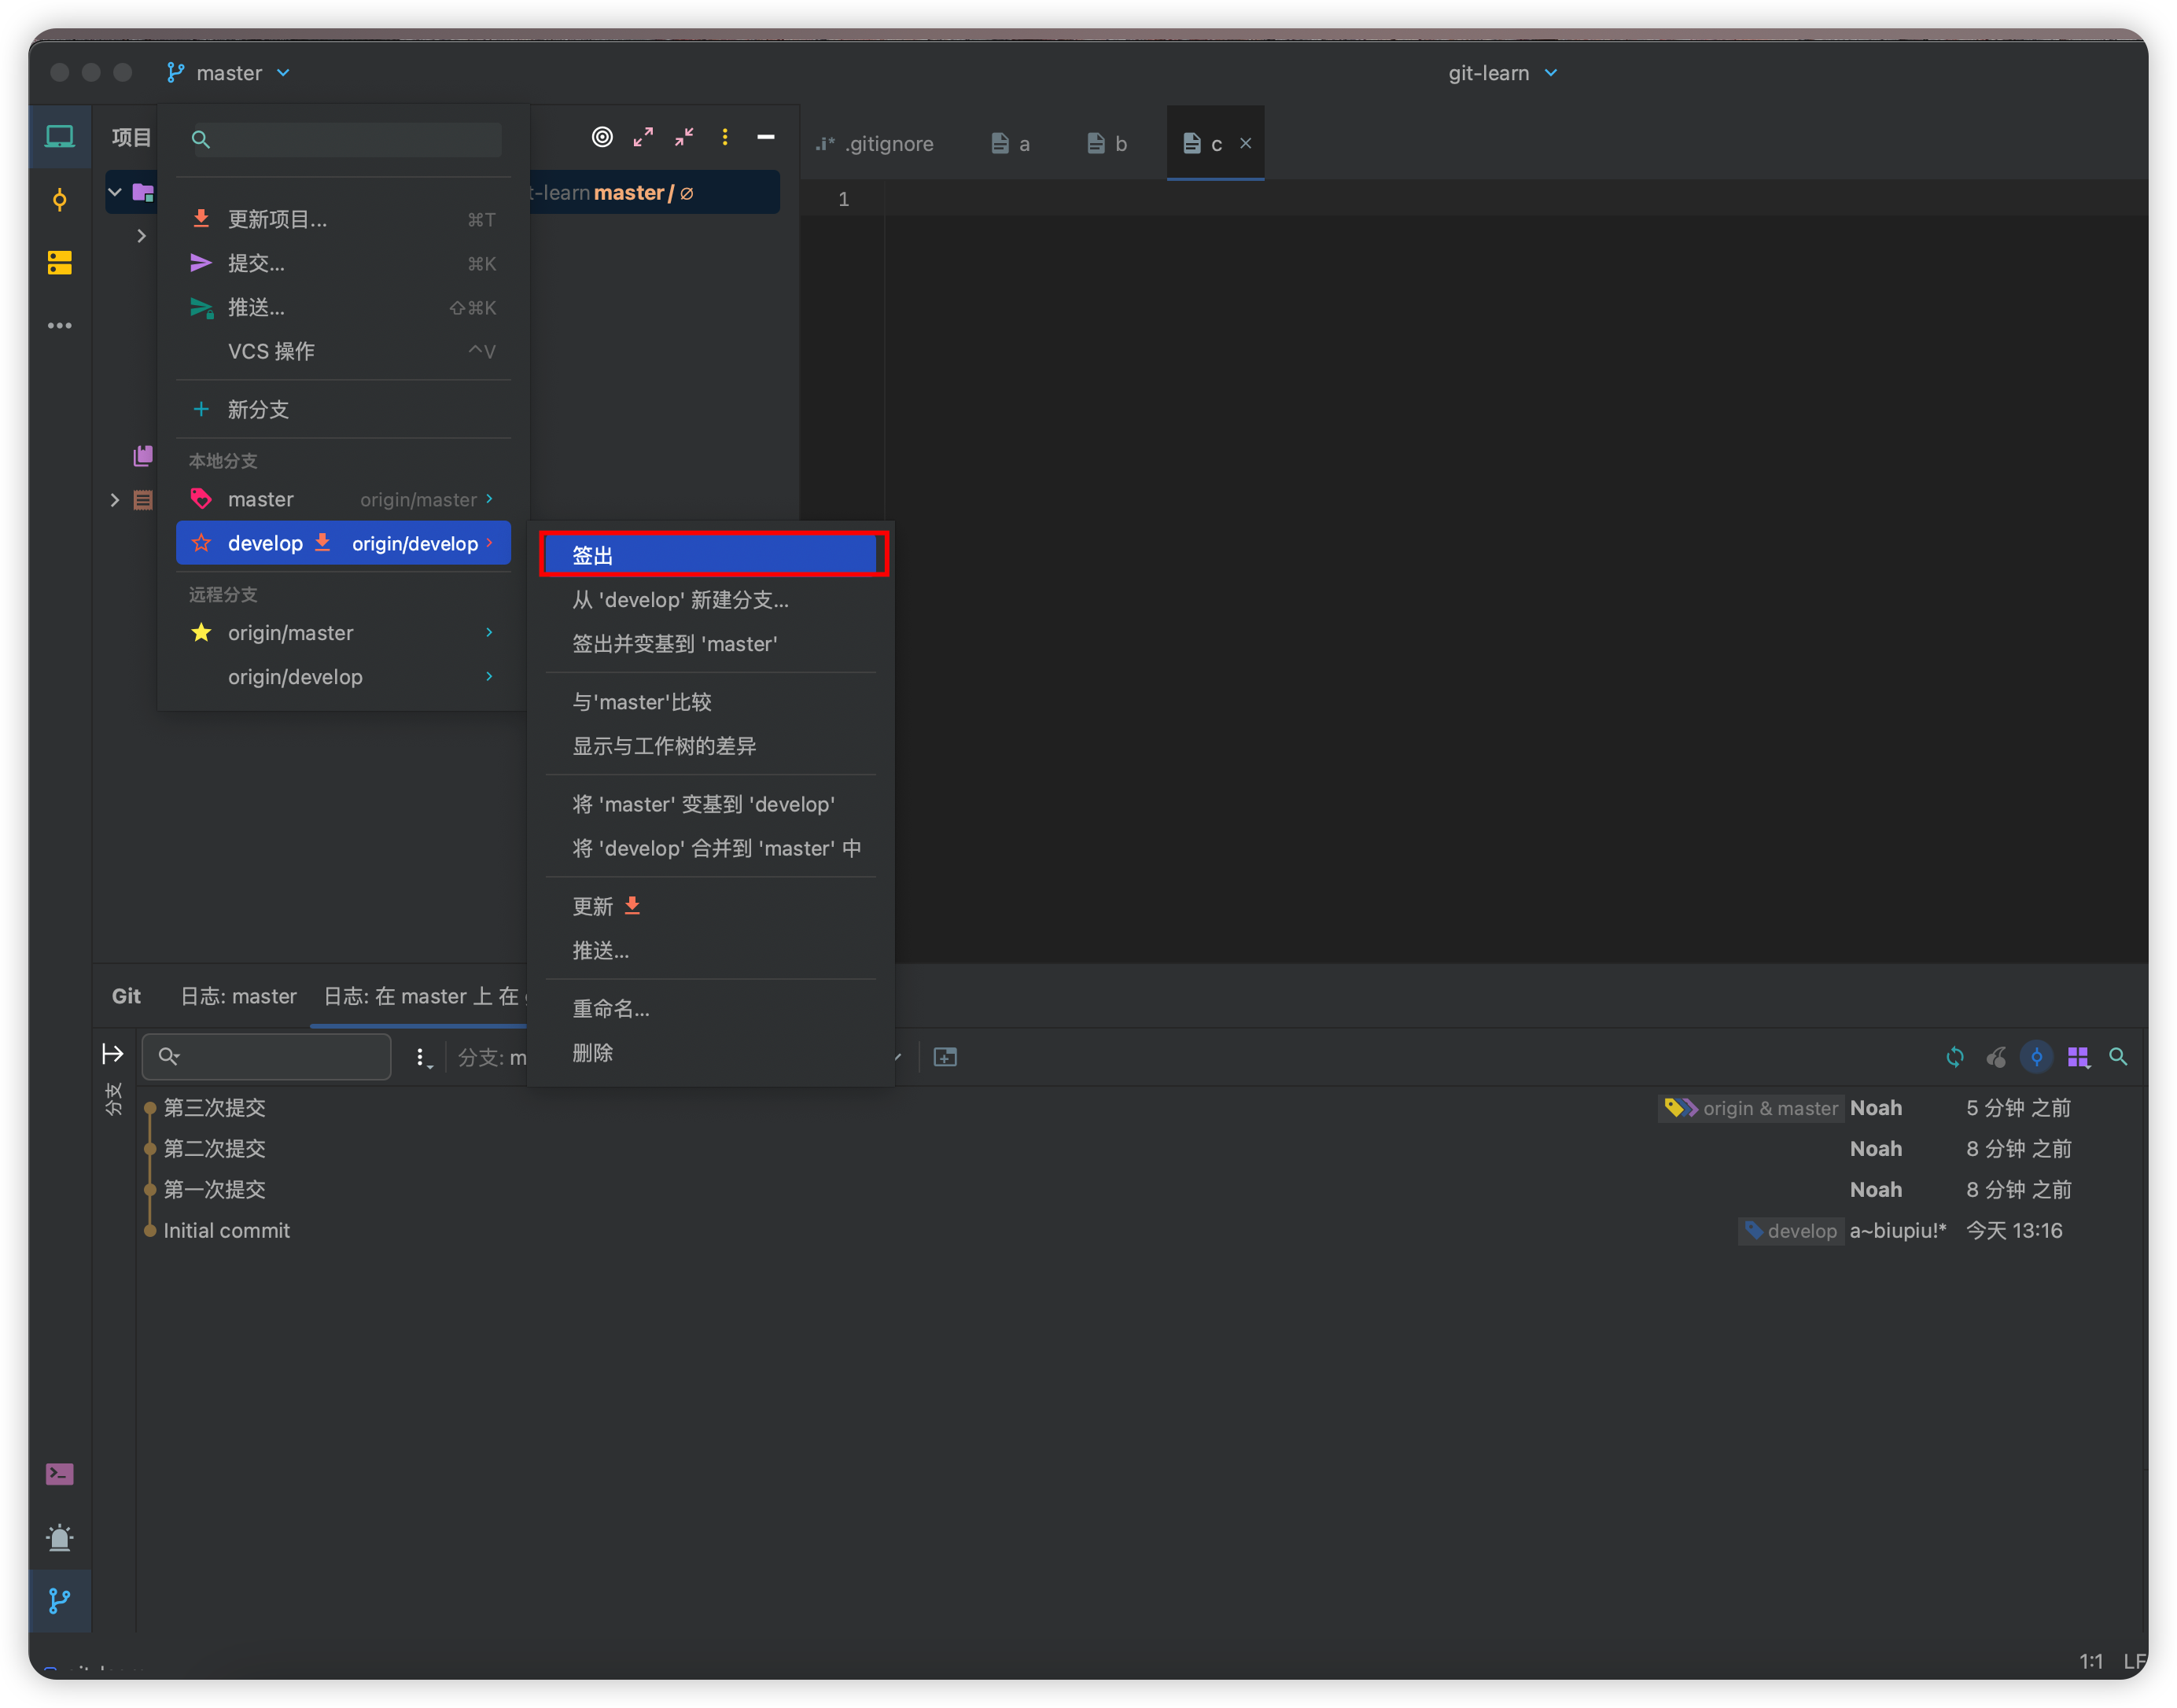 master
git-learn
项目
t-learn master / ∅
.gitignore
a
b
c
1
更新项目... ⌘T
提交... ⌘K
推送... ⇧⌘K
VCS 操作 ^V
新分支
本地分支
master origin/master
develop origin/develop
远程分支
origin/master
origin/develop
签出
从 'develop' 新建分支...
签出并变基到 'master'
与'master'比较
显示与工作树的差异
将 'master' 变基到 'develop'
将 'develop' 合并到 'master' 中
更新
推送...
重命名...
删除
Git 日志: master 日志: 在 master 上 在
分支: m
分支
第三次提交 origin & master Noah 5 分钟 之前
第二次提交 Noah 8 分钟 之前
第一次提交 Noah 8 分钟 之前
Initial commit develop a~biupiu!* 今天 13:16
1:1 LF